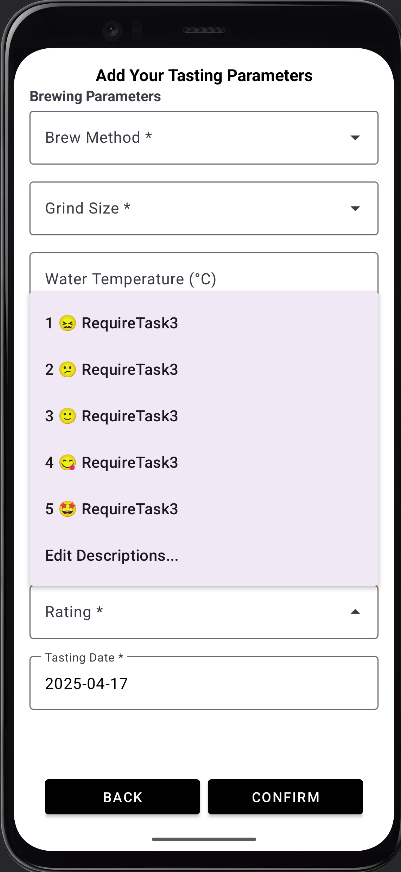 Add Your Tasting Parameters
Brewing Parameters
Brew Method *
Grind Size *
Water Temperature (°C)
1 😖 RequireTask3
2 😕 RequireTask3
3 🙂 RequireTask3
4 😋 RequireTask3
5 🤩 RequireTask3
Edit Descriptions...
Rating *
Tasting Date *
2025-04-17
BACK CONFIRM